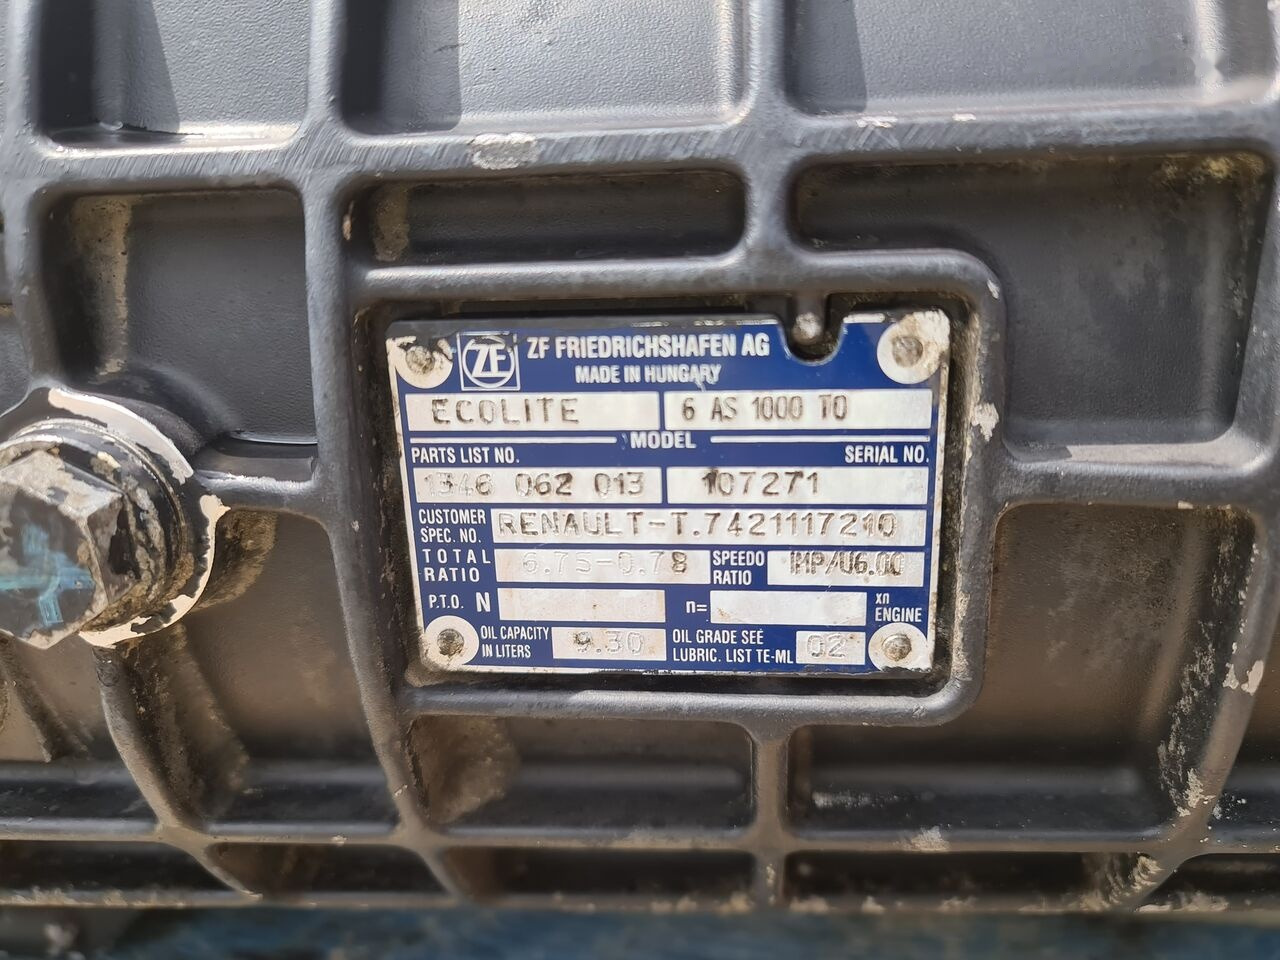 ZF ZF FRIEDRICHSHAFEN AG
MADE IN HUNGARY
ECOLITE 6 AS 1000 TO
MODEL
PARTS LIST NO. SERIAL NO.
1346 062 013 107271
CUSTOMER SPEC. NO. RENAULT-T.7421117210
TOTAL RATIO 6.75-0.78 SPEEDO RATIO IMP/U6.00
P.T.O. N n= xn ENGINE
OIL CAPACITY IN LITERS 9.30 OIL GRADE SEE LUBRIC. LIST TE-ML 02